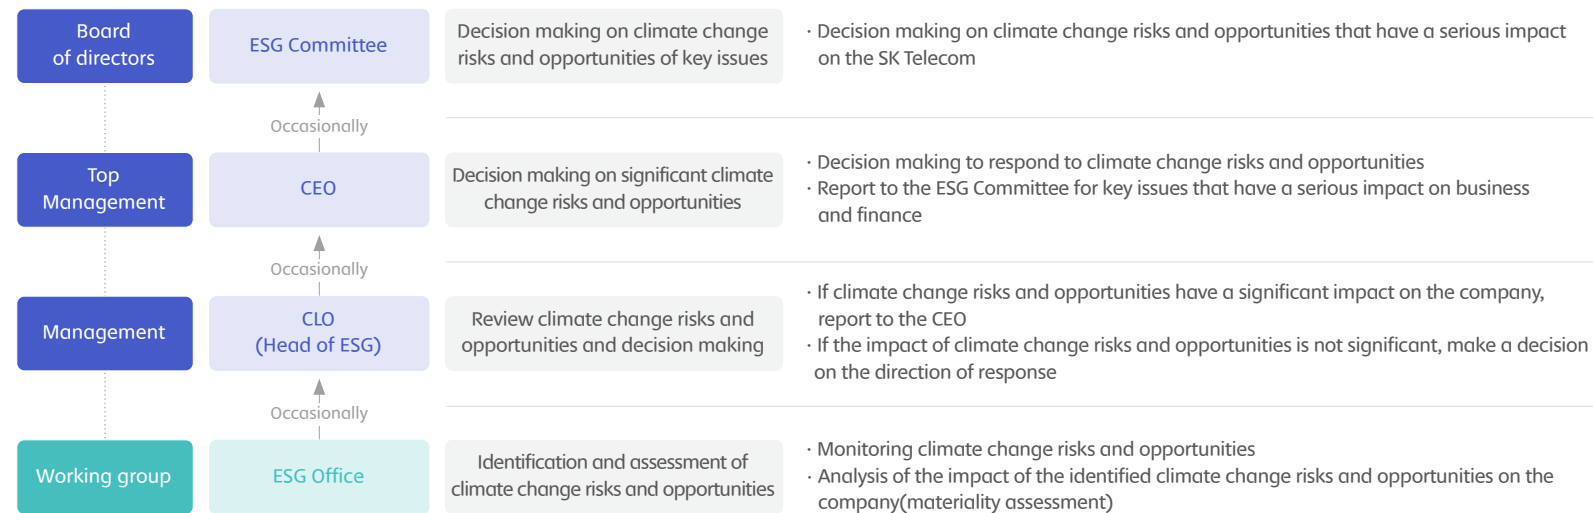 Board
of directors
ESG Committee
Decision making on climate change
risks and opportunities of key issues
· Decision making on climate change risks and opportunities that have a serious impact
on the SK Telecom
Occasionally
Top
Management
CEO
Decision making on significant climate
change risks and opportunities
· Decision making to respond to climate change risks and opportunities
· Report to the ESG Committee for key issues that have a serious impact on business
and finance
Occasionally
Management
CLO
(Head of ESG)
Review climate change risks and
opportunities and decision making
· If climate change risks and opportunities have a significant impact on the company,
report to the CEO
· If the impact of climate change risks and opportunities is not significant, make a decision
on the direction of response
Occasionally
Working group
ESG Office
Identification and assessment of
climate change risks and opportunities
· Monitoring climate change risks and opportunities
· Analysis of the impact of the identified climate change risks and opportunities on the
company(materiality assessment)